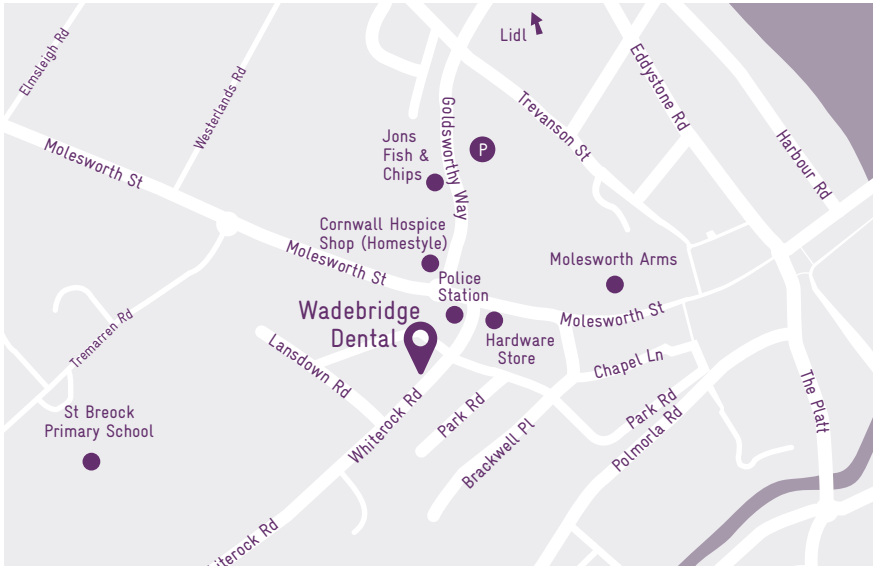 Lidl
Elmsleigh Rd
Westerlands Rd
Molesworth St
Goldsworthy Way
Trevanson St
Eddystone Rd
Harbour Rd
P
Jons
Fish &
Chips
Cornwall Hospice
Shop (Homestyle)
Molesworth St
Police
Station
Molesworth Arms
Molesworth St
Wadebridge
Dental
Hardware
Store
Tremarren Rd
Lansdown Rd
Chapel Ln
The Platt
St Breock
Primary School
Whiterock Rd
Park Rd
Brackwell Pl
Park Rd
Polmorla Rd
iterock Rd